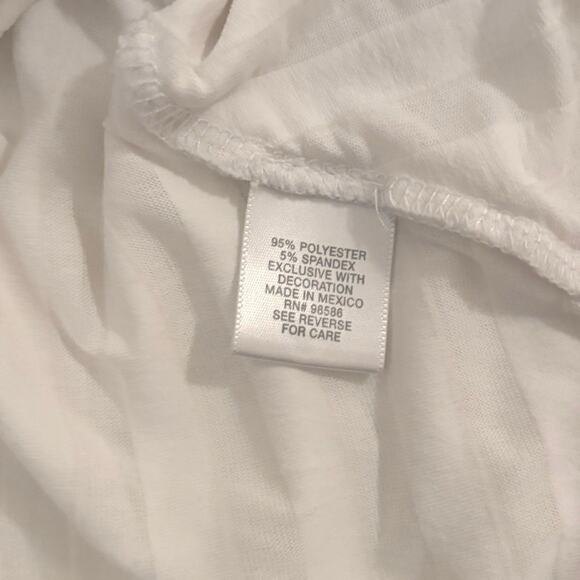 95% POLYESTER
5% SPANDEX
EXCLUSIVE WITH
DECORATION
MADE IN MEXICO
RN# 98586
SEE REVERSE
FOR CARE